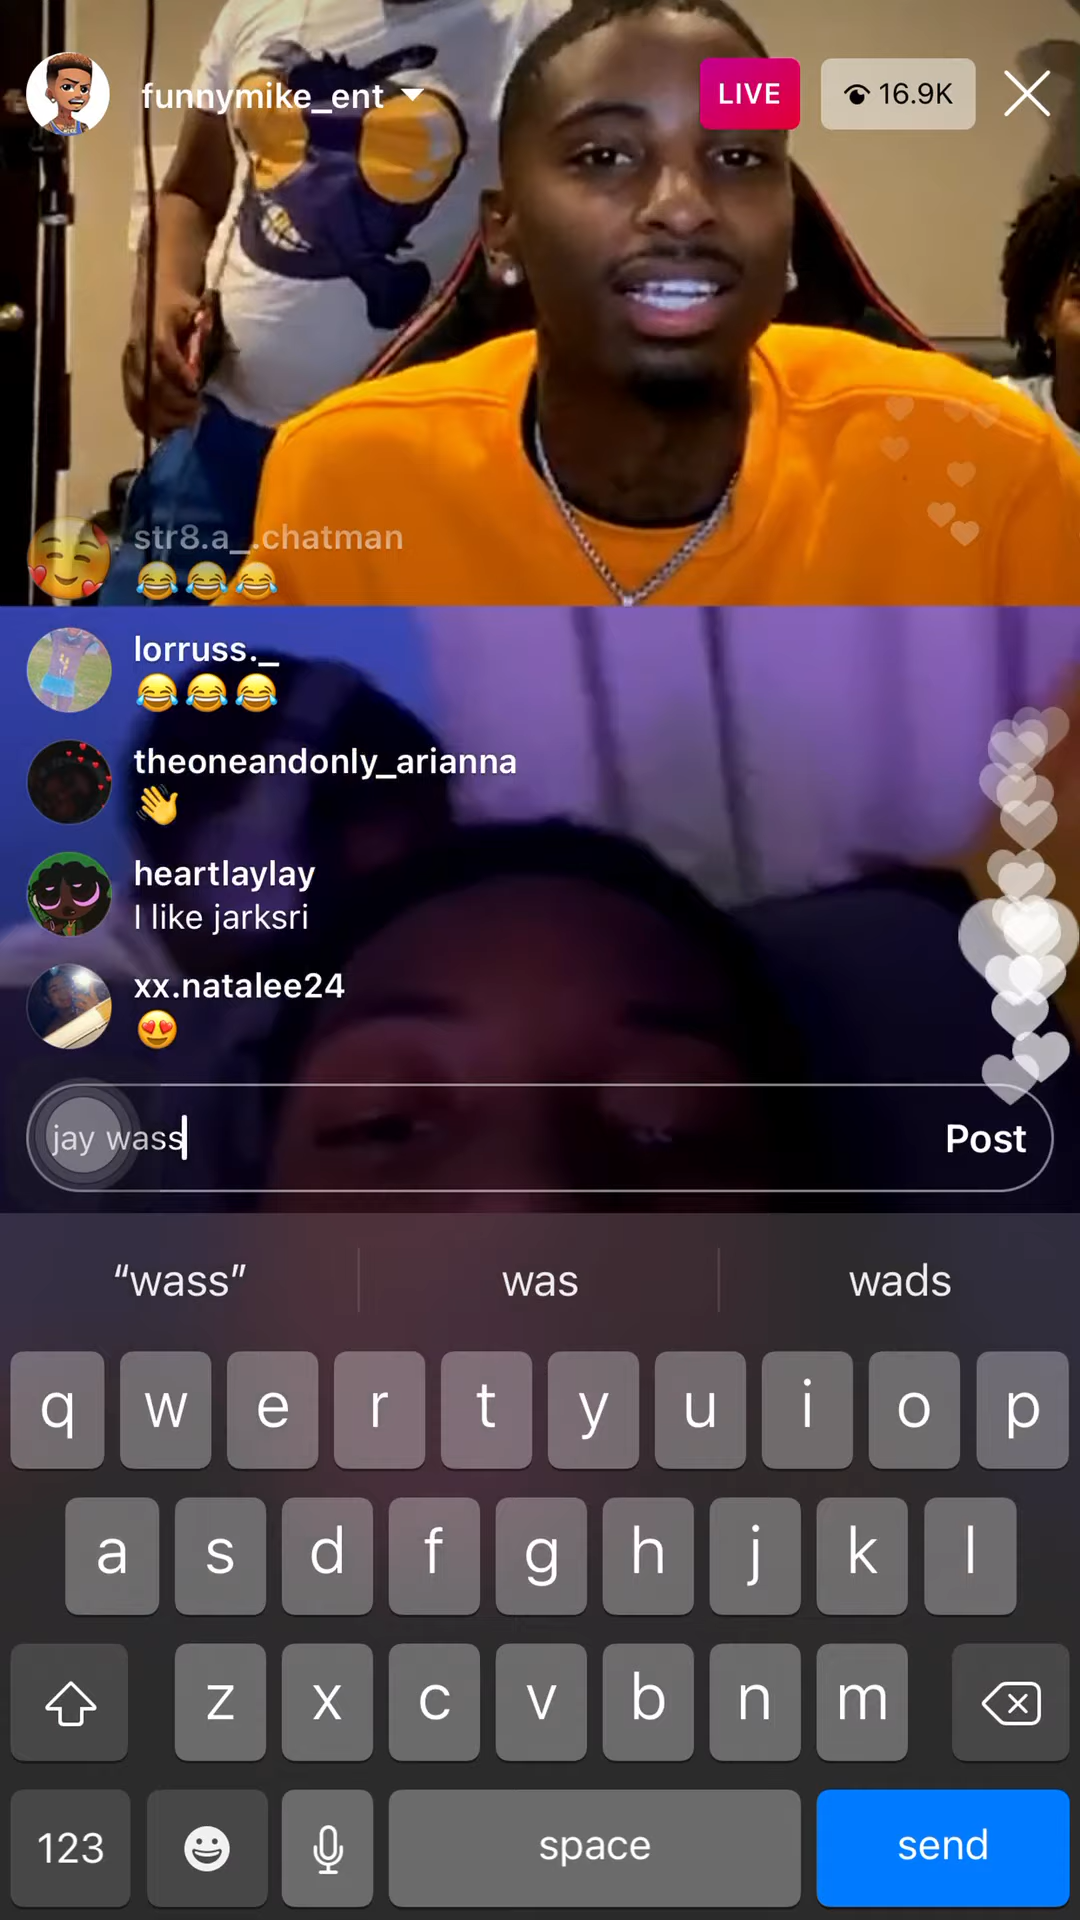 funnymike_ent
LIVE
16.9K
str8.a_.chatman
😂😂😂
lorruss._
😂😂😂
theoneandonly_arianna
👋
heartlaylay
I like jarksri
xx.natalee24
😍
jay wass
Post
“wass” was wads
q w e r t y u i o p
a s d f g h j k l
z x c v b n m
123 space send